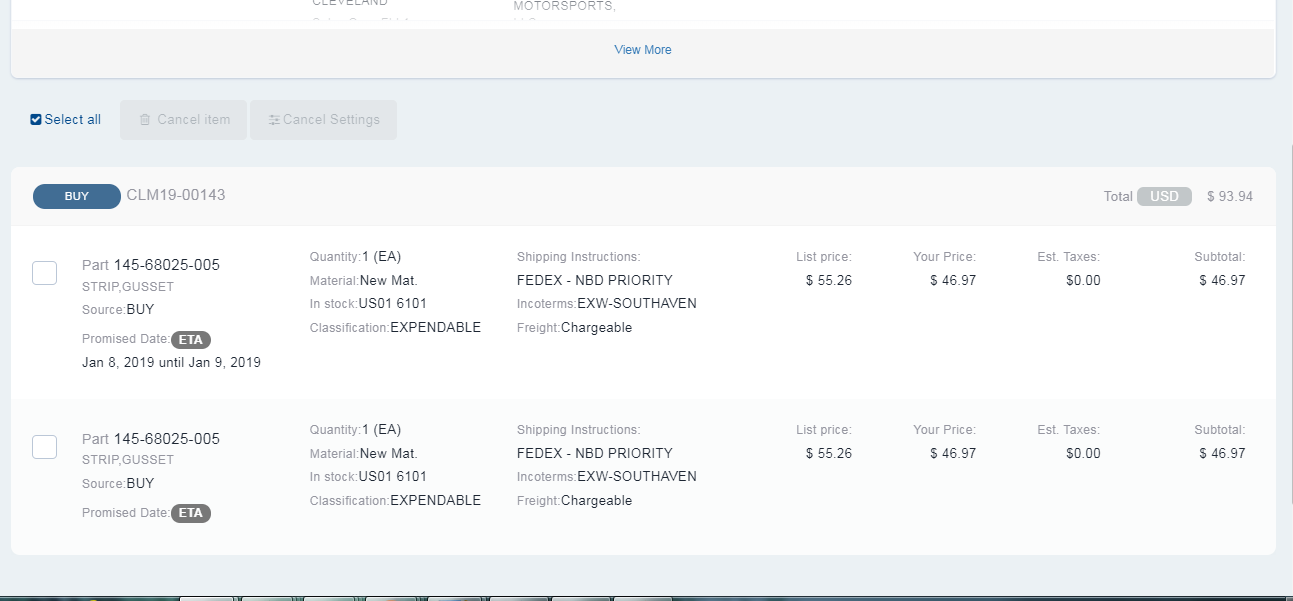 CLEVELAND
MOTORSPORTS,
View More
Select all Cancel item Cancel Settings
BUY CLM19-00143 Total USD $ 93.94
Part 145-68025-005
STRIP,GUSSET
Source:BUY
Promised Date: ETA
Jan 8, 2019 until Jan 9, 2019
Quantity:1 (EA)
Material:New Mat.
In stock:US01 6101
Classification:EXPENDABLE
Shipping Instructions:
FEDEX - NBD PRIORITY
Incoterms:EXW-SOUTHAVEN
Freight:Chargeable
List price:
$ 55.26
Your Price:
$ 46.97
Est. Taxes:
$0.00
Subtotal:
$ 46.97
Part 145-68025-005
STRIP,GUSSET
Source:BUY
Promised Date: ETA
Quantity:1 (EA)
Material:New Mat.
In stock:US01 6101
Classification:EXPENDABLE
Shipping Instructions:
FEDEX - NBD PRIORITY
Incoterms:EXW-SOUTHAVEN
Freight:Chargeable
List price:
$ 55.26
Your Price:
$ 46.97
Est. Taxes:
$0.00
Subtotal:
$ 46.97